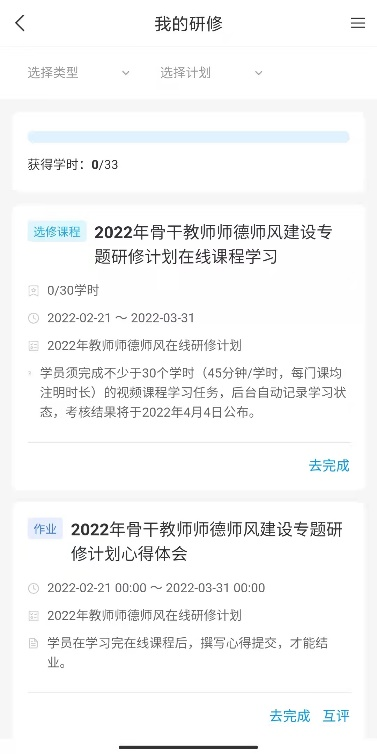 我的研修
选择类型 选择计划
获得学时：0/33
选修课程 2022年骨干教师师德师风建设专
题研修计划在线课程学习
0/30学时
2022-02-21 ～ 2022-03-31
2022年教师师德师风在线研修计划
学员须完成不少于30个学时（45分钟/学时，每门课均
注明时长）的视频课程学习任务，后台自动记录学习状
态，考核结果将于2022年4月4日公布。
去完成
作业 2022年骨干教师师德师风建设专题研
修计划心得体会
2022-02-21 00:00 ～ 2022-03-31 00:00
2022年教师师德师风在线研修计划
学员在学习完在线课程后，撰写心得提交，才能结
业。
去完成 互评